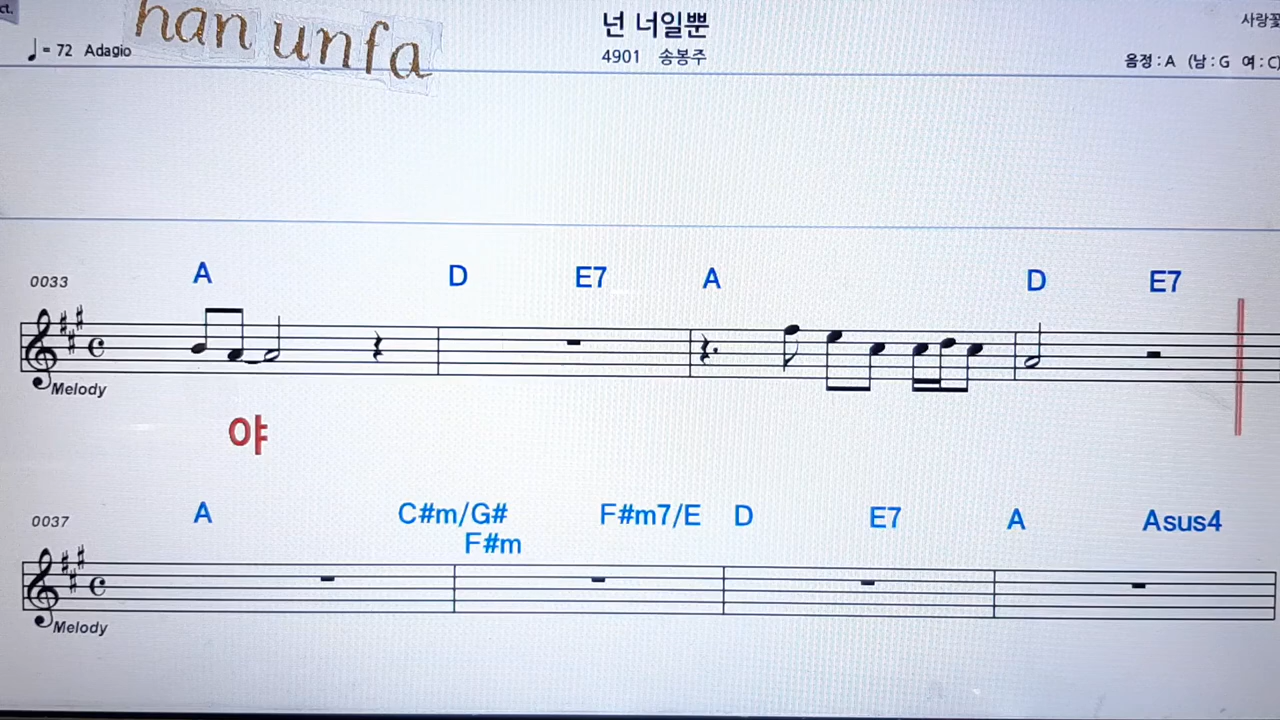 ct.
han unfa
넌 너일뿐
사랑꽃
♩= 72 Adagio
4901 송봉주
음정 : A (남 : G 여 : C)
0033
A D E7 A D E7
Melody
야
0037
A C#m/G# F#m7/E D E7 A Asus4
F#m
Melody